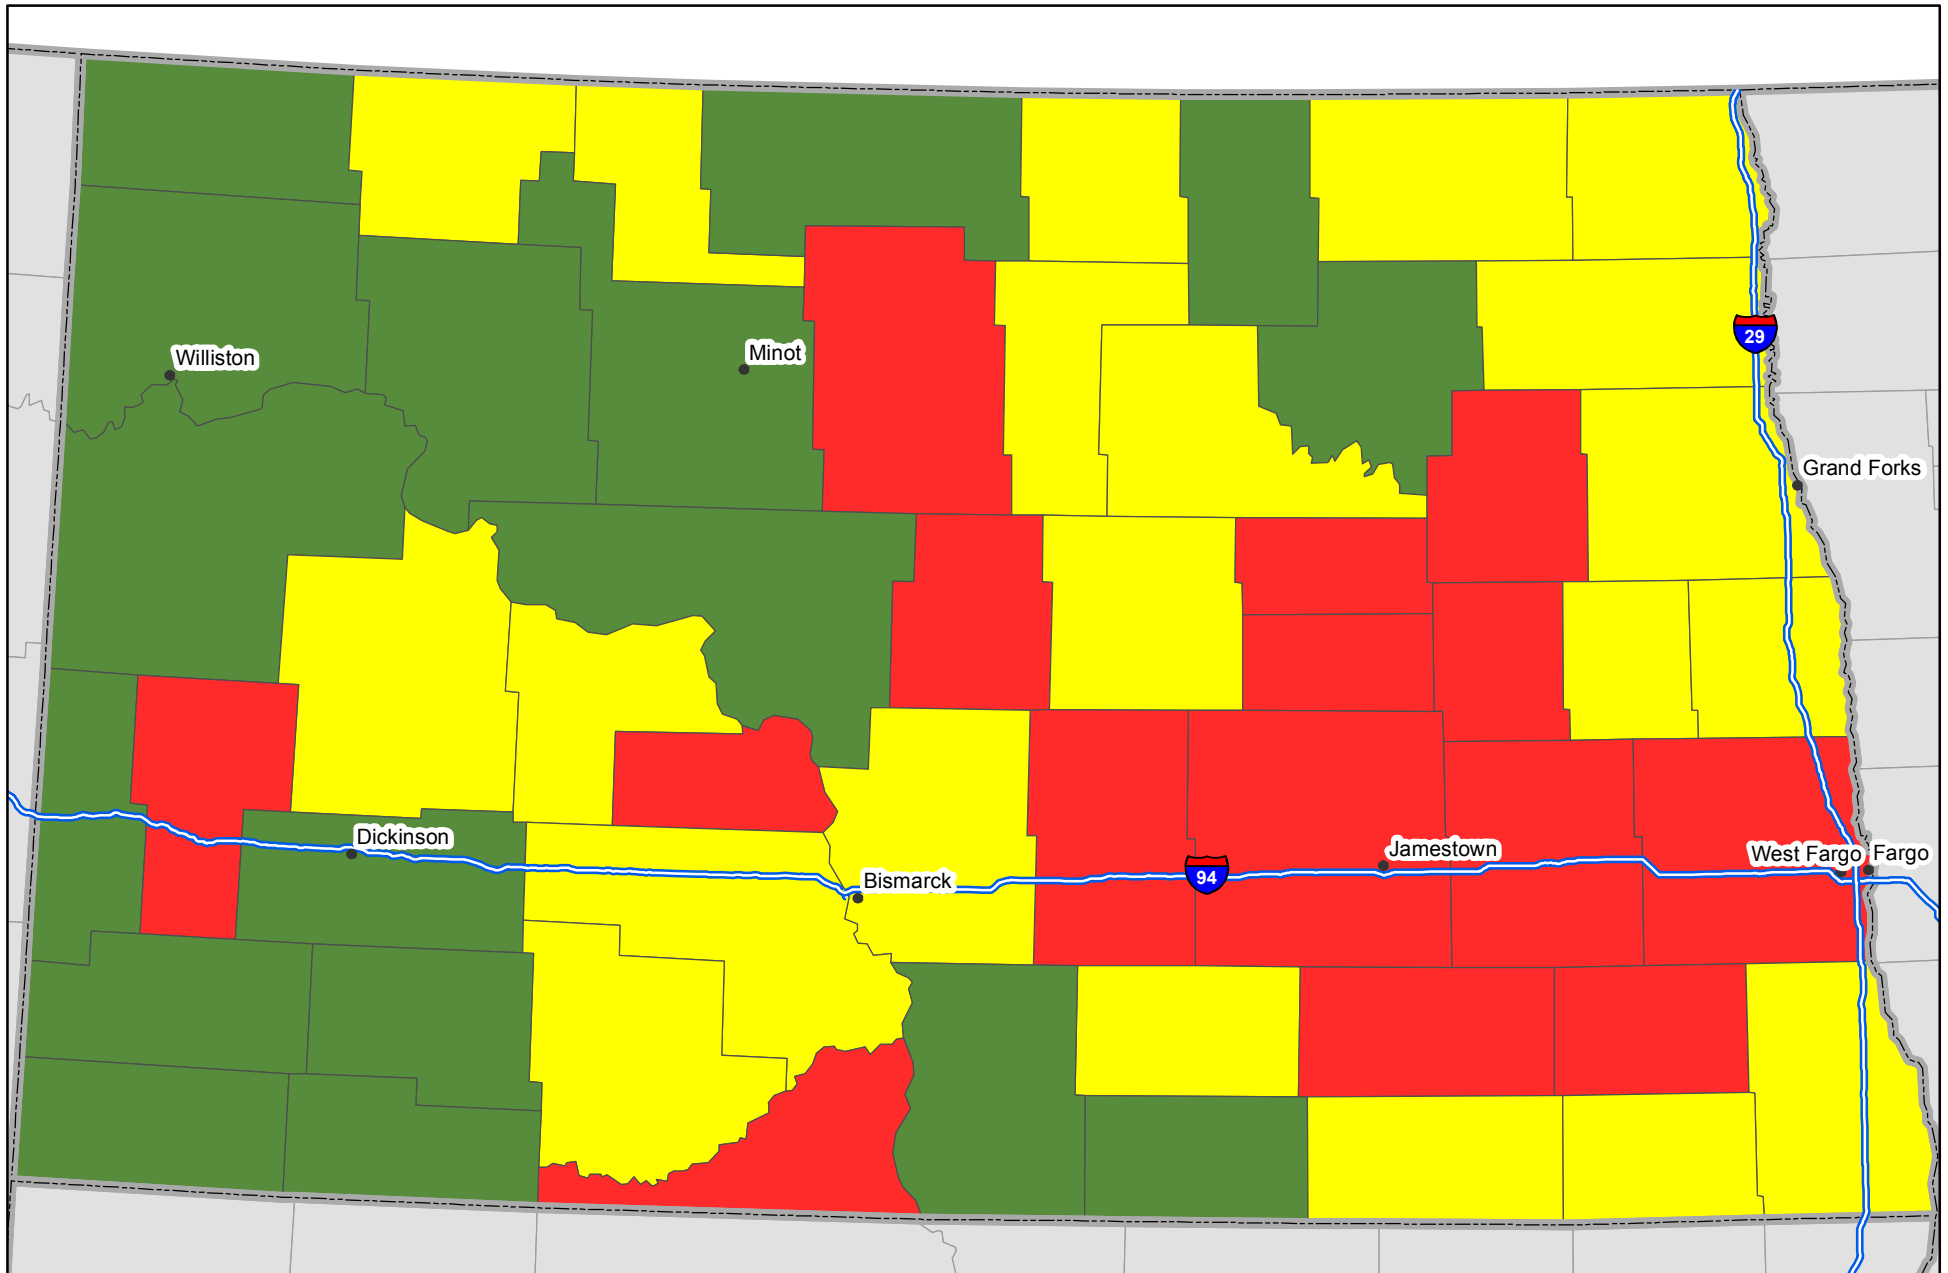 29
Williston
Minot
Grand Forks
Dickinson
Jamestown
West Fargo
Fargo
94
Bismarck